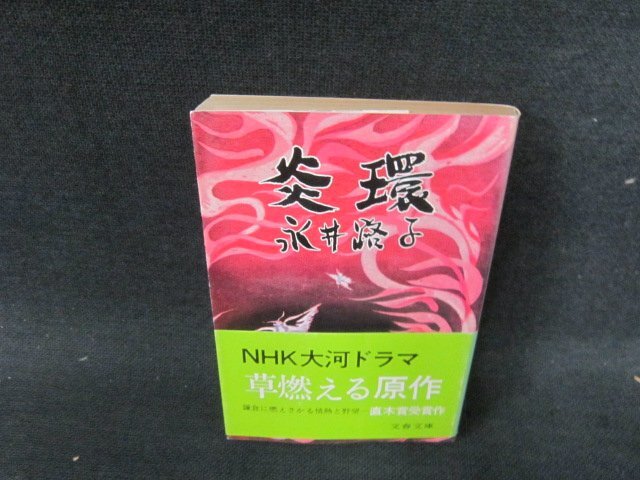 炎環
永井路子
NHK大河ドラマ
草燃える原作
鎌倉に燃えさかる情熱と野望―直木賞受賞作
文春文庫